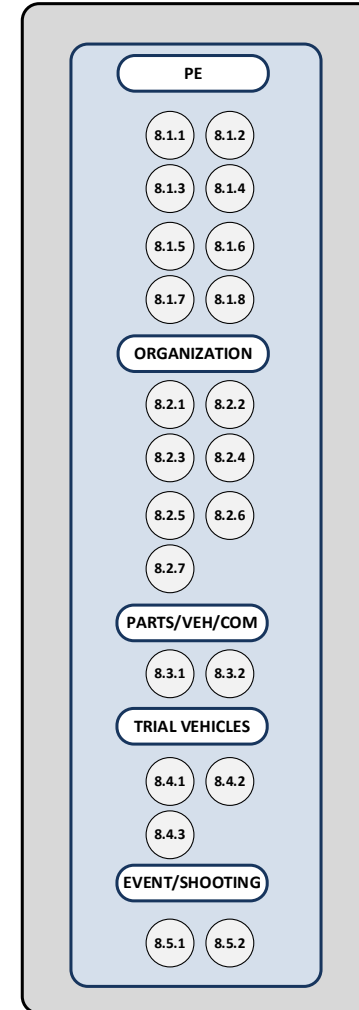 PE
8.1.1 8.1.2
8.1.3 8.1.4
8.1.5 8.1.6
8.1.7 8.1.8
ORGANIZATION
8.2.1 8.2.2
8.2.3 8.2.4
8.2.5 8.2.6
8.2.7
PARTS/VEH/COM
8.3.1 8.3.2
TRIAL VEHICLES
8.4.1 8.4.2
8.4.3
EVENT/SHOOTING
8.5.1 8.5.2